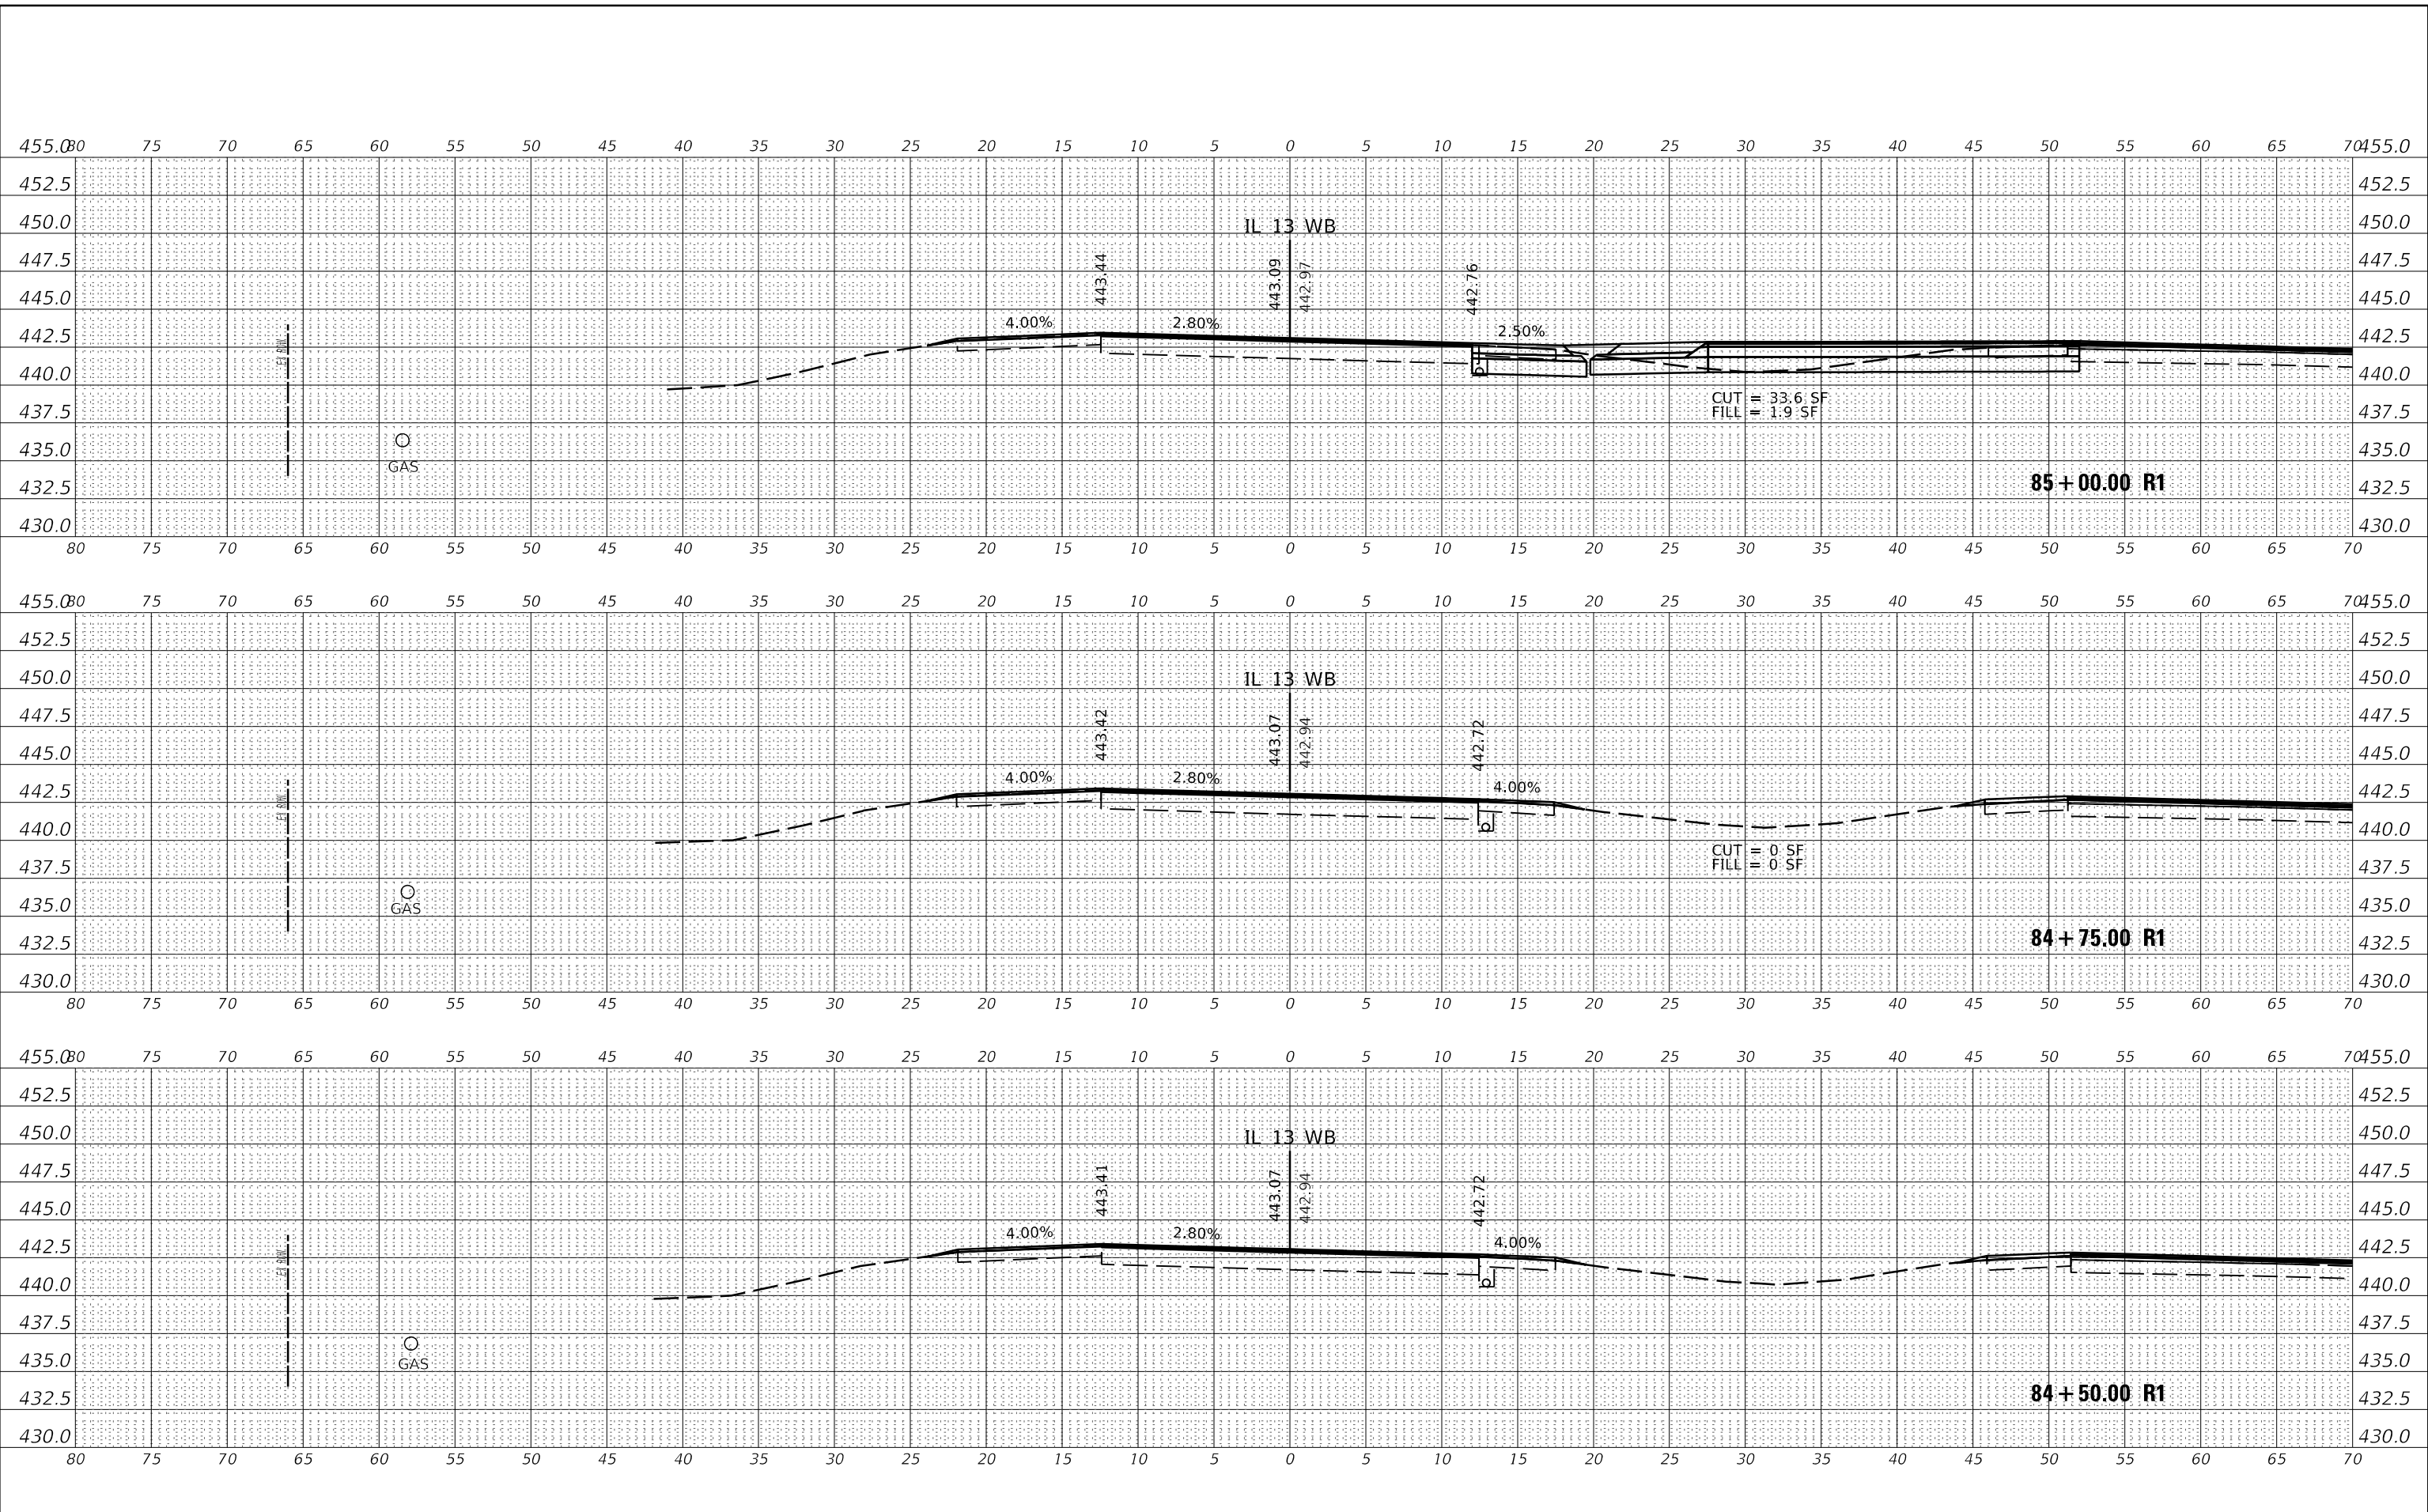 455.0 80 75 70 65 60 55 50 45 40 35 30 25 20 15 10 5 0 5 10 15 20 25 30 35 40 45 50 55 60 65 70 455.0
452.5 452.5
450.0 IL 13 WB 450.0
447.5 443.44 443.09 442.97 442.76 447.5
445.0 445.0
4.00% 2.80% 2.50%
442.5 EX ROW 442.5
440.0 440.0
CUT = 33.6 SF
437.5 FILL = 1.9 SF 437.5
435.0 GAS 435.0
432.5 85+00.00 R1 432.5
430.0 430.0
80 75 70 65 60 55 50 45 40 35 30 25 20 15 10 5 0 5 10 15 20 25 30 35 40 45 50 55 60 65 70
455.0 80 75 70 65 60 55 50 45 40 35 30 25 20 15 10 5 0 5 10 15 20 25 30 35 40 45 50 55 60 65 70 455.0
452.5 452.5
450.0 IL 13 WB 450.0
447.5 443.42 443.07 442.94 442.72 447.5
445.0 445.0
4.00% 2.80% 4.00%
442.5 EX ROW 442.5
440.0 440.0
CUT = 0 SF
437.5 FILL = 0 SF 437.5
435.0 GAS 435.0
432.5 84+75.00 R1 432.5
430.0 430.0
80 75 70 65 60 55 50 45 40 35 30 25 20 15 10 5 0 5 10 15 20 25 30 35 40 45 50 55 60 65 70
455.0 80 75 70 65 60 55 50 45 40 35 30 25 20 15 10 5 0 5 10 15 20 25 30 35 40 45 50 55 60 65 70 455.0
452.5 452.5
450.0 IL 13 WB 450.0
447.5 443.41 443.07 442.94 442.72 447.5
445.0 445.0
4.00% 2.80% 4.00%
442.5 EX ROW 442.5
440.0 440.0
437.5 437.5
435.0 GAS 435.0
432.5 84+50.00 R1 432.5
430.0 430.0
80 75 70 65 60 55 50 45 40 35 30 25 20 15 10 5 0 5 10 15 20 25 30 35 40 45 50 55 60 65 70